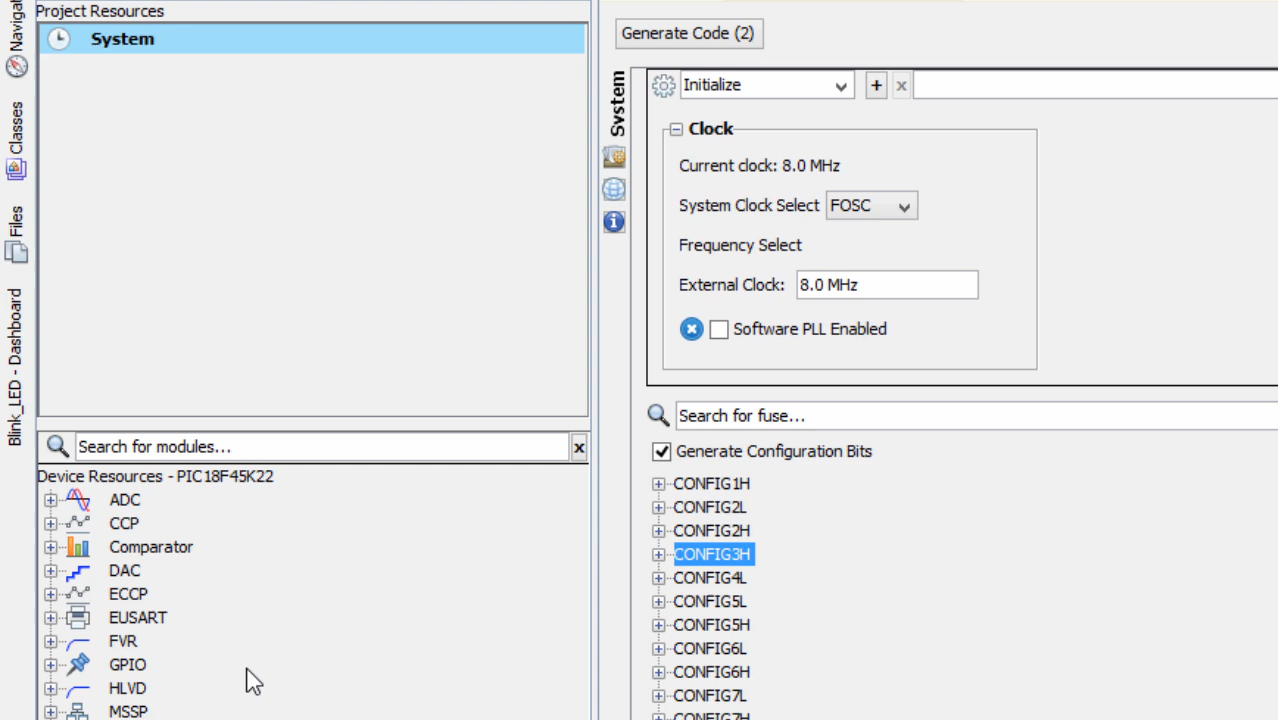 Project Resources
System
Classes
Files
Blink_LED - Dashboard
Search for modules...
x
Device Resources - PIC18F45K22
ADC
CCP
Comparator
DAC
ECCP
EUSART
FVR
GPIO
HLVD
MSSP
Generate Code (2)
System
Initialize
+
x
Clock
Current clock: 8.0 MHz
System Clock Select FOSC
Frequency Select
External Clock: 8.0 MHz
Software PLL Enabled
Search for fuse...
Generate Configuration Bits
CONFIG1H
CONFIG2L
CONFIG2H
CONFIG3H
CONFIG4L
CONFIG5L
CONFIG5H
CONFIG6L
CONFIG6H
CONFIG7L
CONFIG7H